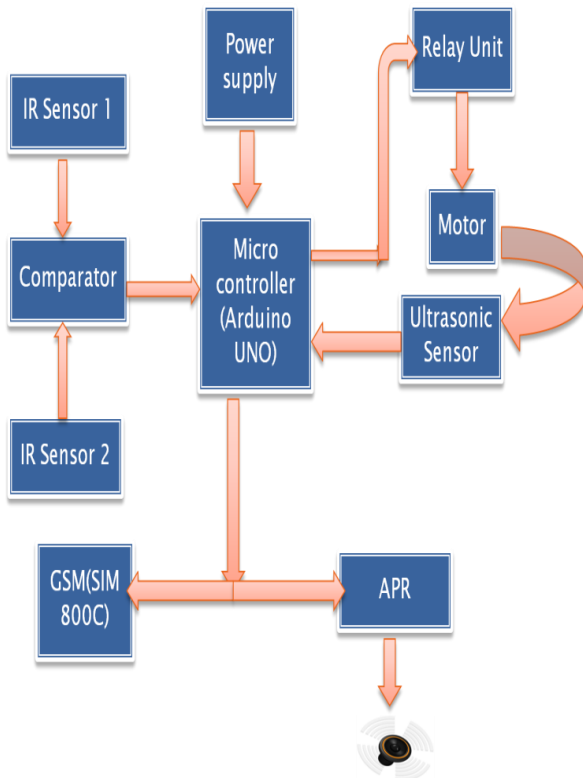 Power
supply
Relay Unit
IR Sensor 1
Motor
Comparator
Micro
controller
(Arduino
UNO)
Ultrasonic
Sensor
IR Sensor 2
GSM(SIM
800C)
APR